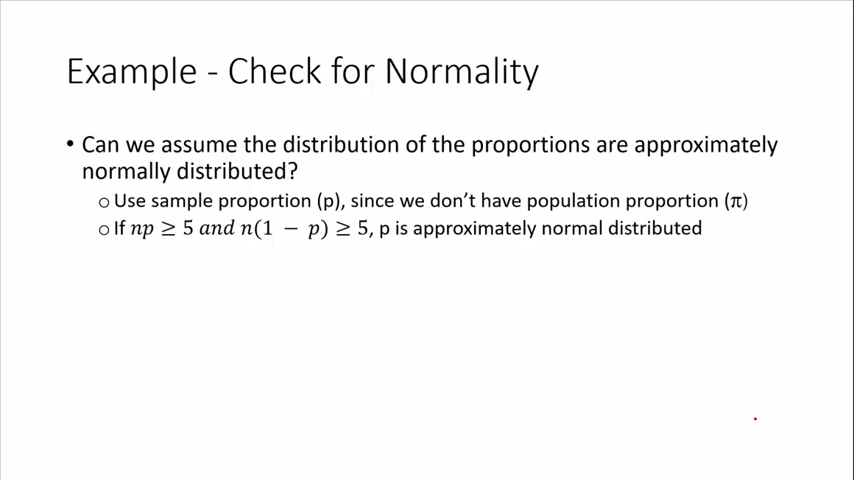 Example - Check for Normality
• Can we assume the distribution of the proportions are approximately
normally distributed?
o Use sample proportion (p), since we don’t have population proportion (π)
o If np ≥ 5 and n(1 − p) ≥ 5, p is approximately normal distributed